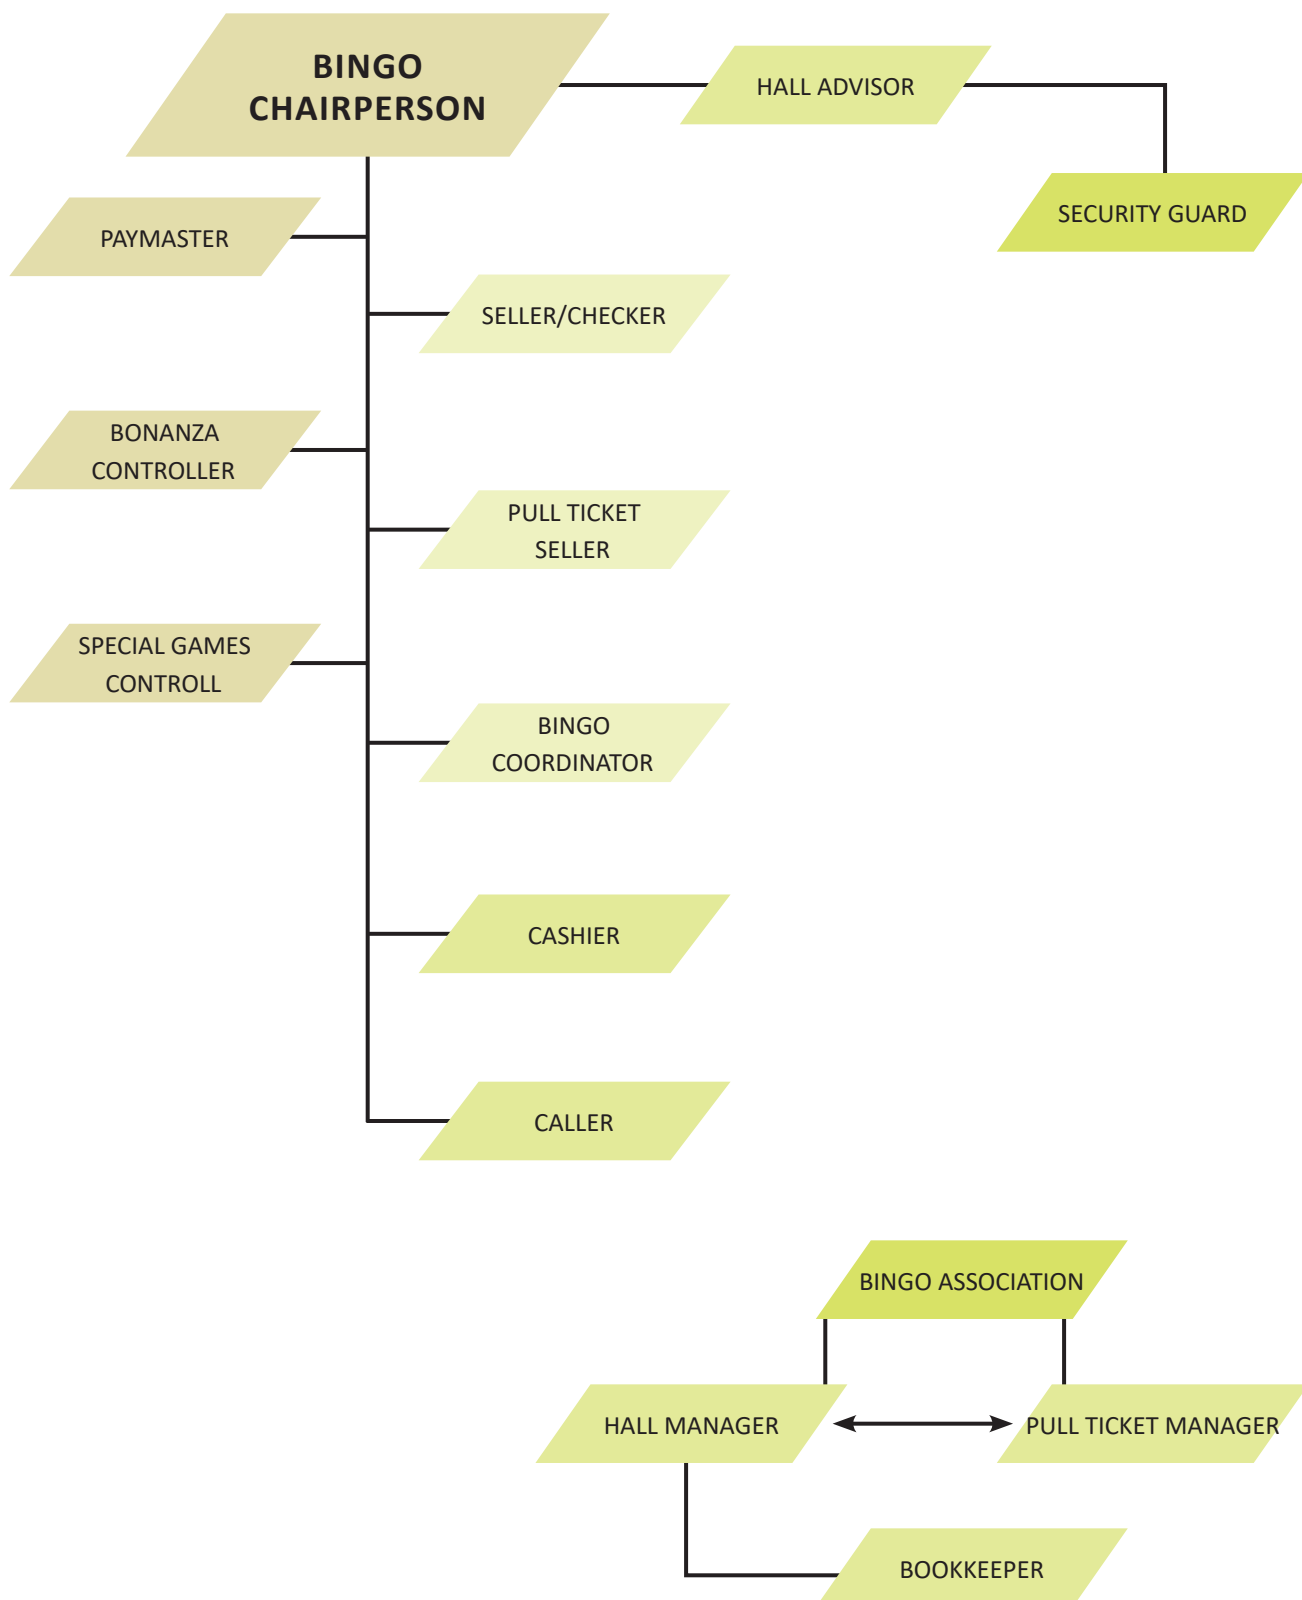 BINGO
CHAIRPERSON
HALL ADVISOR
SECURITY GUARD
PAYMASTER
SELLER/CHECKER
BONANZA
CONTROLLER
PULL TICKET
SELLER
SPECIAL GAMES
CONTROLL
BINGO
COORDINATOR
CASHIER
CALLER
BINGO ASSOCIATION
HALL MANAGER
PULL TICKET MANAGER
BOOKKEEPER